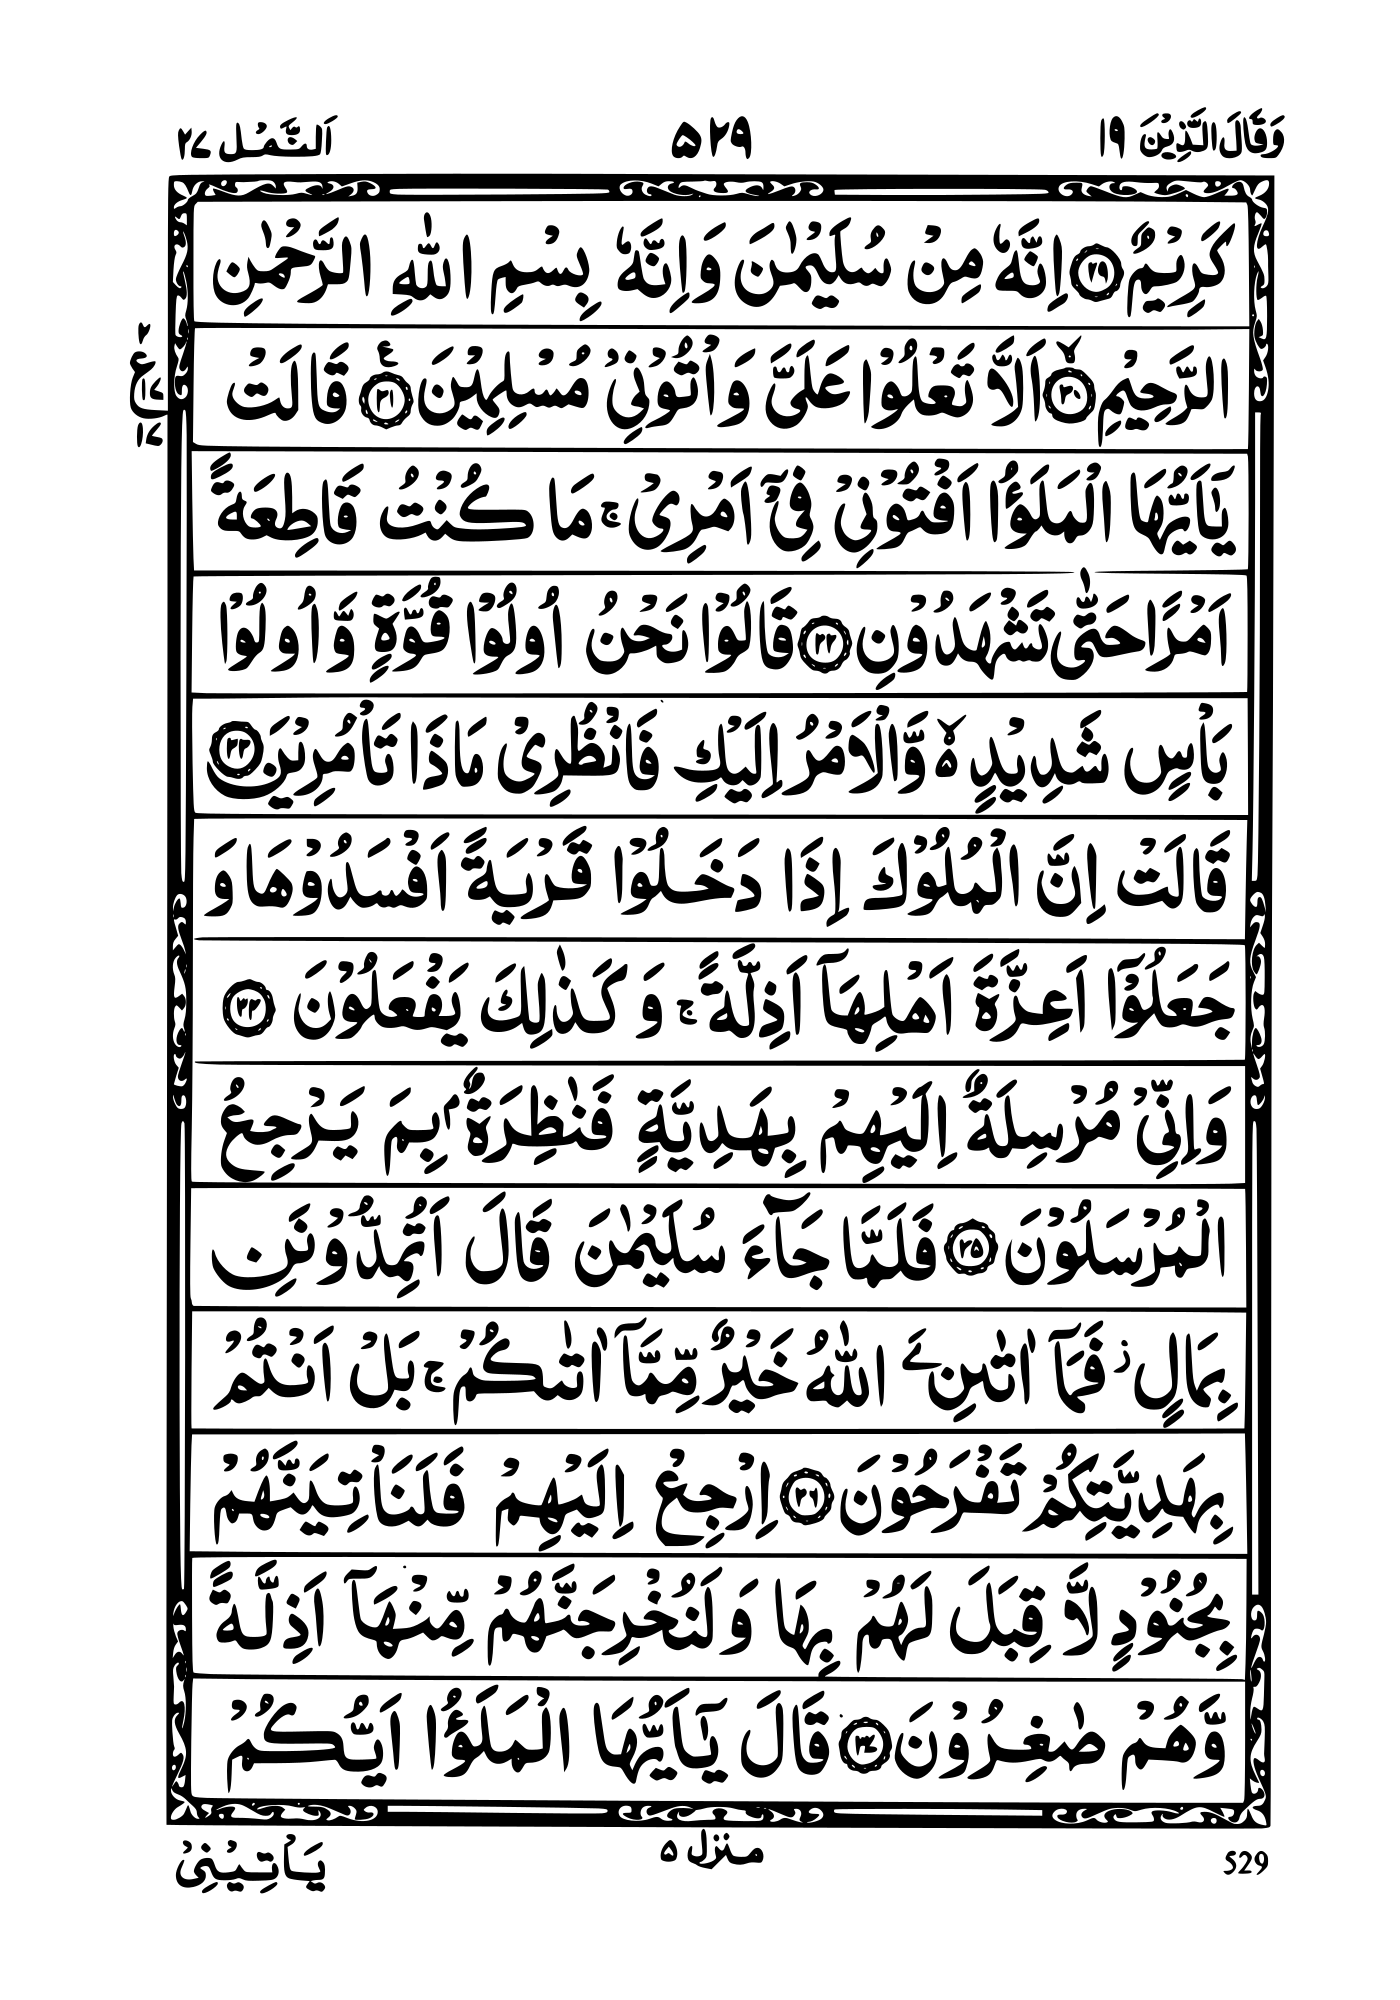 وَقَالَ الَّذِيْنَ ١٩
٥٢٩
اَلنَّمْل ٢٧
كَرِيْمٌ ﴿٢٩﴾ اِنَّهٗ مِنْ سُلَيْمٰنَ وَاِنَّهٗ بِسْمِ اللّٰهِ الرَّحْمٰنِ
الرَّحِيْمِ ﴿٣٠﴾ۙ اَلَّا تَعْلُوْا عَلَيَّ وَاْتُوْنِيْ مُسْلِمِيْنَ ﴿٣١﴾ؑ قَالَتْ
يٰۤاَيُّهَا الْمَلَؤُا اَفْتُوْنِيْ فِيْۤ اَمْرِيْ ۚ مَا كُنْتُ قَاطِعَةً
اَمْرًا حَتّٰى تَشْهَدُوْنِ ﴿٣٢﴾ قَالُوْا نَحْنُ اُولُوْا قُوَّةٍ وَّاُولُوْا
بَاْسٍ شَدِيْدٍ ۙ۬ وَّالْاَمْرُ اِلَيْكِ فَانْظُرِيْ مَاذَا تَاْمُرِيْنَ ﴿٣٣﴾
قَالَتْ اِنَّ الْمُلُوْكَ اِذَا دَخَلُوْا قَرْيَةً اَفْسَدُوْهَا وَ
جَعَلُوْۤا اَعِزَّةَ اَهْلِهَاۤ اَذِلَّةً ۚ وَكَذٰلِكَ يَفْعَلُوْنَ ﴿٣٤﴾
وَاِنِّيْ مُرْسِلَةٌ اِلَيْهِمْ بِهَدِيَّةٍ فَنٰظِرَةٌۢ بِمَ يَرْجِعُ
الْمُرْسَلُوْنَ ﴿٣٥﴾ فَلَمَّا جَآءَ سُلَيْمٰنَ قَالَ اَتُمِدُّوْنَنِ
بِمَالٍ ز فَمَاۤ اٰتٰىنِۦَ اللّٰهُ خَيْرٌ مِّمَّاۤ اٰتٰىكُمْ ۚ بَلْ اَنْتُمْ
بِهَدِيَّتِكُمْ تَفْرَحُوْنَ ﴿٣٦﴾ اِرْجِعْ اِلَيْهِمْ فَلَنَاْتِيَنَّهُمْ
بِجُنُوْدٍ لَّا قِبَلَ لَهُمْ بِهَا وَلَنُخْرِجَنَّهُمْ مِّنْهَاۤ اَذِلَّةً
وَّهُمْ صٰغِرُوْنَ ﴿٣٧﴾ قَالَ يٰۤاَيُّهَا الْمَلَؤُا اَيُّكُمْ
٢
ع
١٧
١٧
يَاْتِيْنِيْ
منزل ٥
529